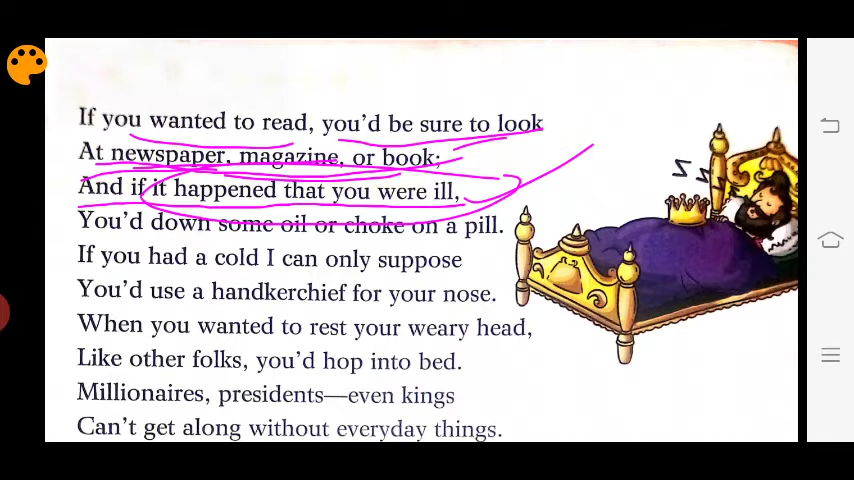 If you wanted to read, you'd be sure to look
At newspaper, magazine, or book;
And if it happened that you were ill,
You'd down some oil or choke on a pill.
If you had a cold I can only suppose
You'd use a handkerchief for your nose.
When you wanted to rest your weary head,
Like other folks, you'd hop into bed.
Millionaires, presidents—even kings
Can't get along without everyday things.
z z z